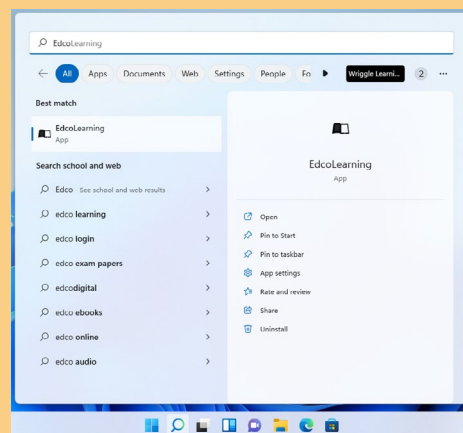 EdcoLearning
All Apps Documents Web Settings People Fo Wriggle Learni... 2 ...
Best match
EdcoLearning
App
Search school and web
Edco See school and web results
edco learning
edco login
edco exam papers
edcodigital
edco ebooks
edco online
edco audio
EdcoLearning
App
Open
Pin to Start
Pin to taskbar
App settings
Rate and review
Share
Uninstall